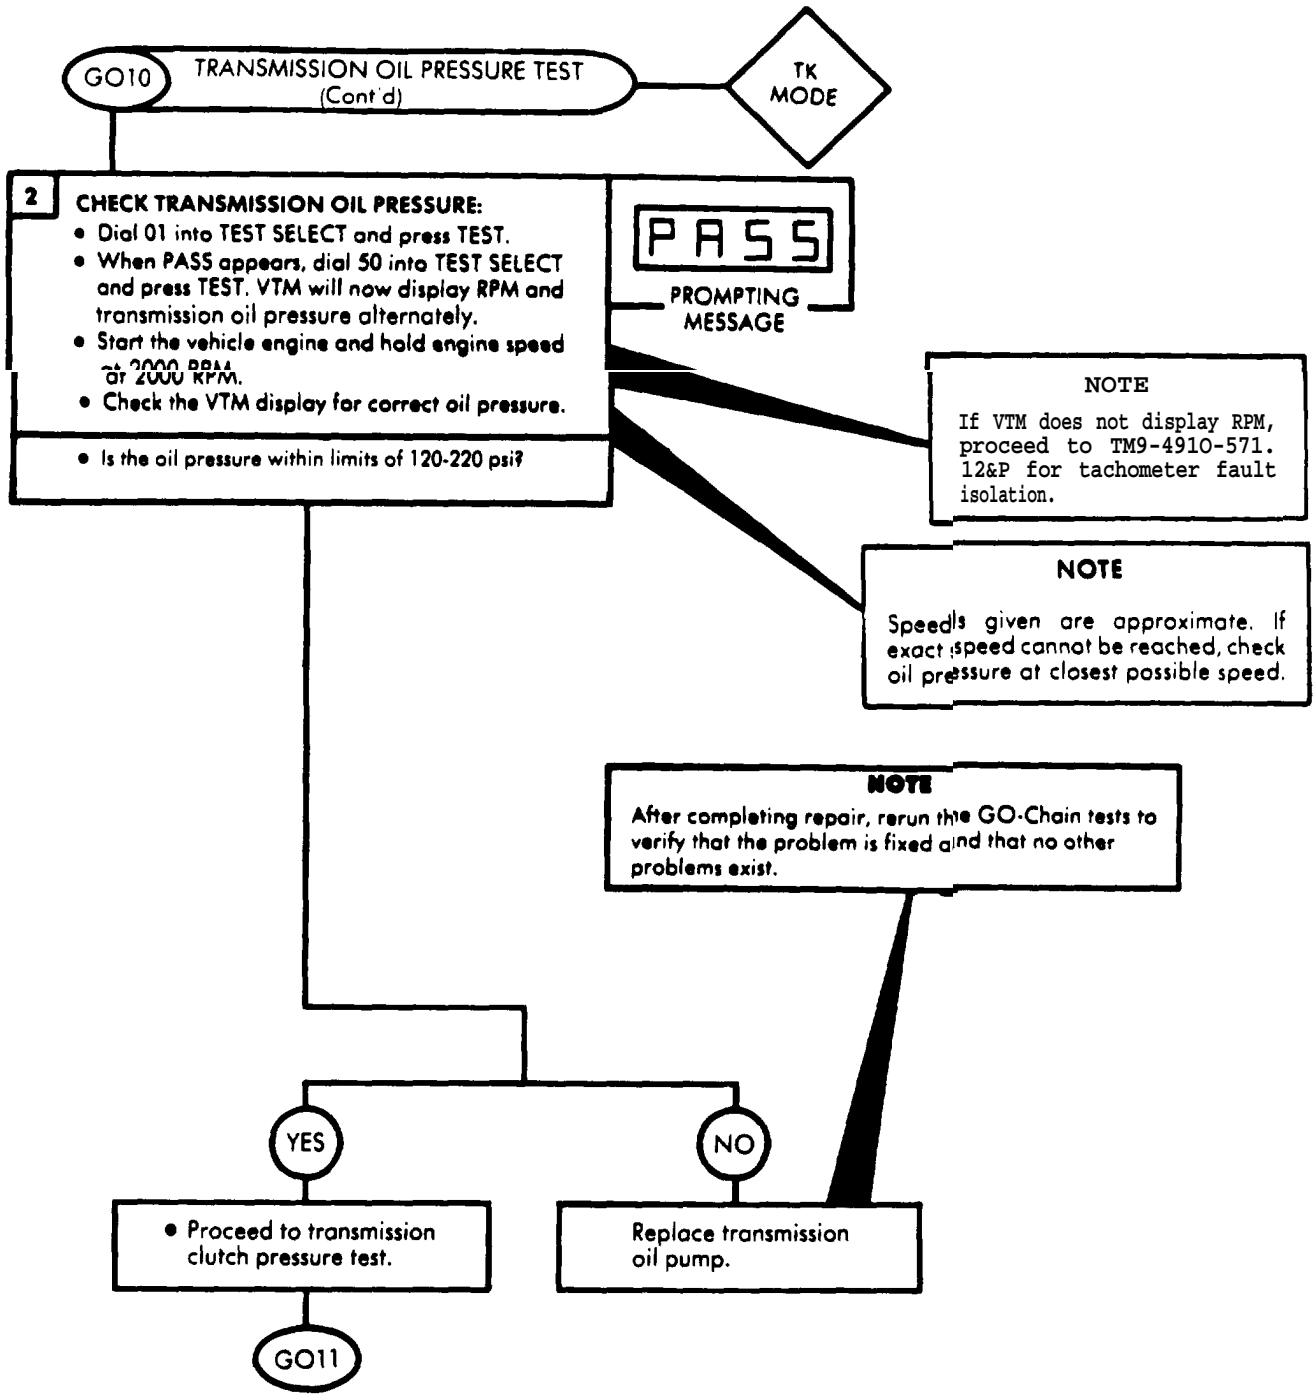 GO10
TRANSMISSION OIL PRESSURE TEST
(Cont'd)
TK
MODE
2
CHECK TRANSMISSION OIL PRESSURE:
• Dial 01 into TEST SELECT and press TEST.
• When PASS appears, dial 50 into TEST SELECT
and press TEST. VTM will now display RPM and
transmission oil pressure alternately.
• Start the vehicle engine and hold engine speed
at 2000 RPM.
• Check the VTM display for correct oil pressure.
• Is the oil pressure within limits of 120-220 psi?
PASS
PROMPTING
MESSAGE
NOTE
If VTM does not display RPM,
proceed to TM9-4910-571.
12&P for tachometer fault
isolation.
NOTE
Speeds given are approximate. If
exact speed cannot be reached, check
oil pressure at closest possible speed.
NOTE
After completing repair, rerun the GO-Chain tests to
verify that the problem is fixed and that no other
problems exist.
YES
NO
• Proceed to transmission
clutch pressure test.
Replace transmission
oil pump.
GO11